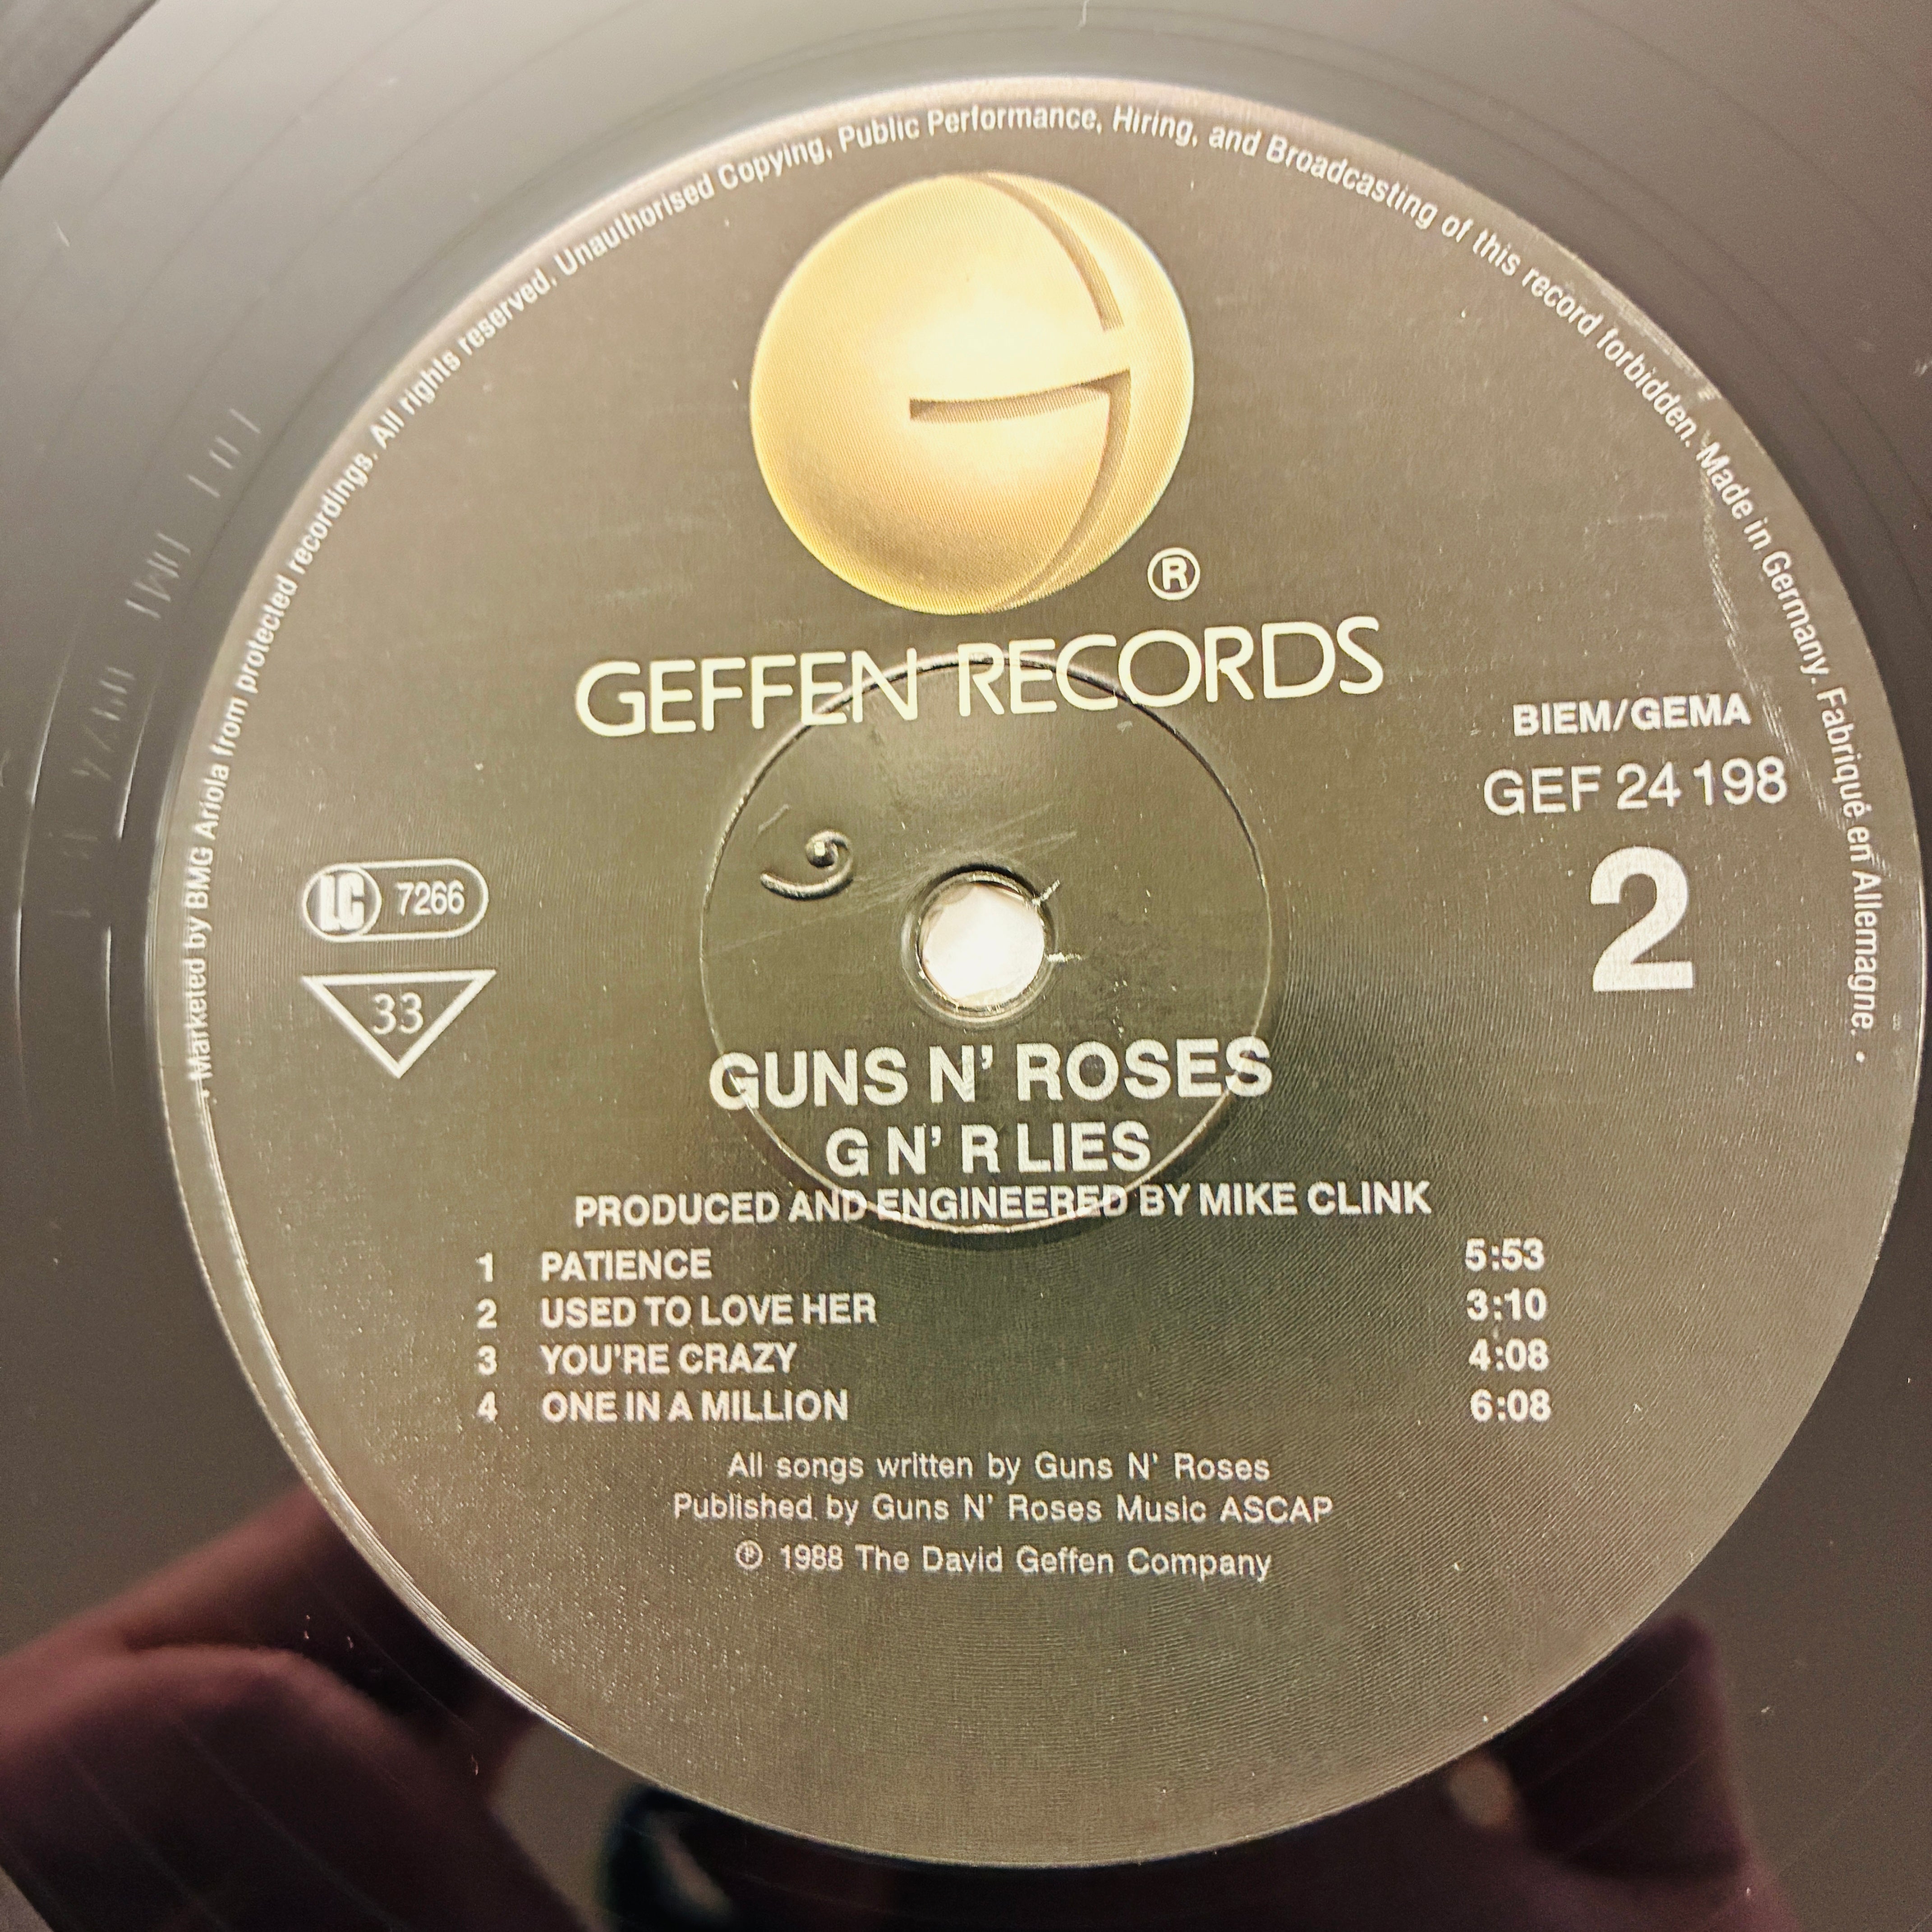 Marketed by BMG Ariola from protected recordings. All rights reserved. Unauthorised Copying, Public Performance, Hiring, and Broadcasting of this record forbidden. Made in Germany. Fabriqué en Allemagne. •
®
GEFFEN RECORDS
BIEM/GEMA
GEF 24 198
2
LC 7266
33
GUNS N' ROSES
G N' R LIES
PRODUCED AND ENGINEERED BY MIKE CLINK
1 PATIENCE 5:53
2 USED TO LOVE HER 3:10
3 YOU'RE CRAZY 4:08
4 ONE IN A MILLION 6:08
All songs written by Guns N' Roses
Published by Guns N' Roses Music ASCAP
℗ 1988 The David Geffen Company